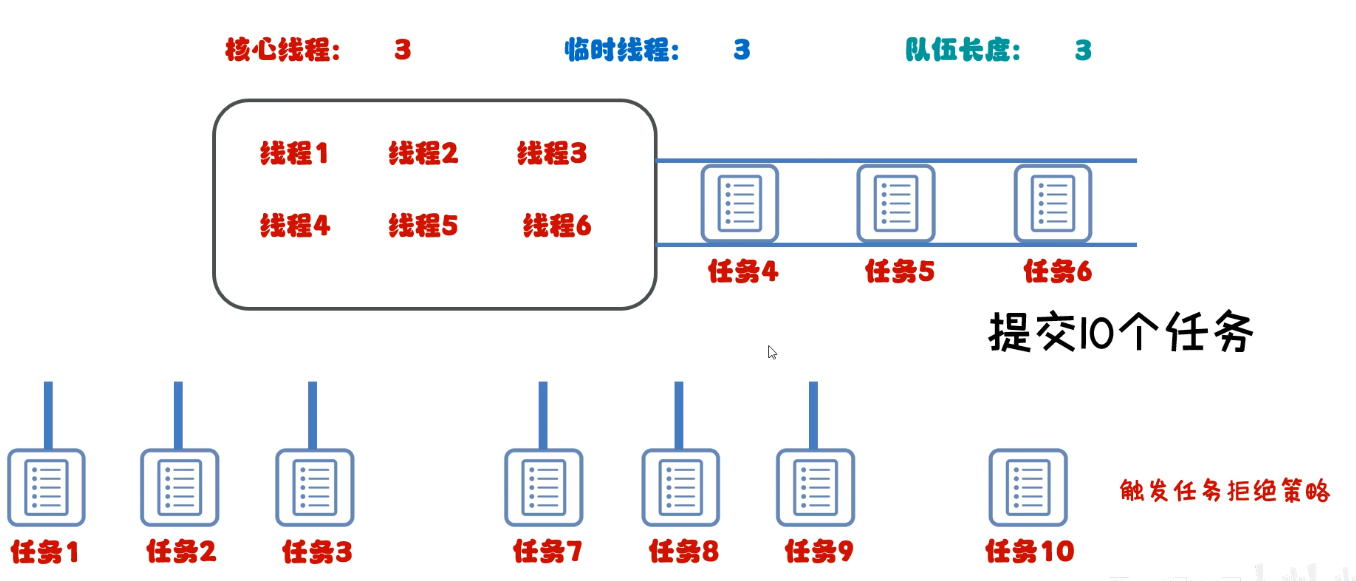 核心线程: 3 临时线程: 3 队伍长度: 3
线程1 线程2 线程3
线程4 线程5 线程6
任务4 任务5 任务6
提交10个任务
触发任务拒绝策略
任务1 任务2 任务3 任务7 任务8 任务9 任务10